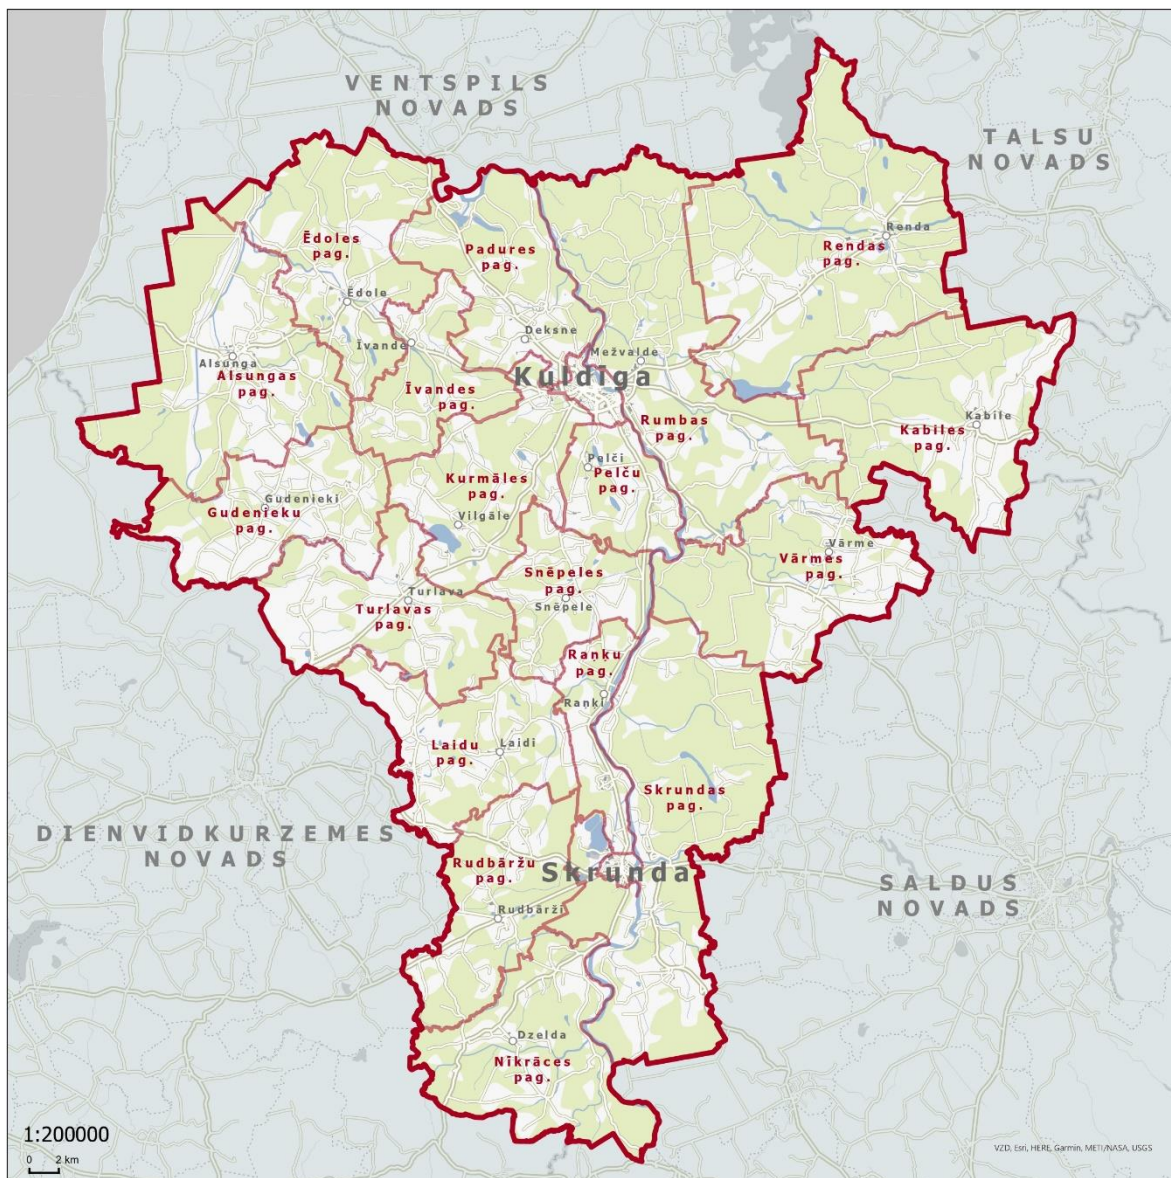 VENTSPILS
NOVADS
TALSU
NOVADS
Renda
Rendas
pag.
Ēdoles
pag.
Padures
pag.
Ēdole
Deksne
Īvande
Mežvalde
Alsunga
Alsungas
pag.
Kuldīga
Īvandes
pag.
Rumbas
pag.
Kabile
Kabiles
pag.
Pelči
Pelču
pag.
Kurmāles
pag.
Gudenieki
Gudenieku
pag.
Vilgāle
Vārme
Vārmes
pag.
Snēpeles
pag.
Snēpele
Turlava
Turlavas
pag.
Raņķu
pag.
Raņķi
Laidu
pag.
Laidi
Skrundas
pag.
DIENVIDKURZEMES
NOVADS
Rudbāržu
pag.
Skrunda
SALDUS
NOVADS
Rudbārži
Dzelda
Nīkrāces
pag.
1:200000
0 2 km
VZD, Esri, HERE, Garmin, METI/NASA, USGS